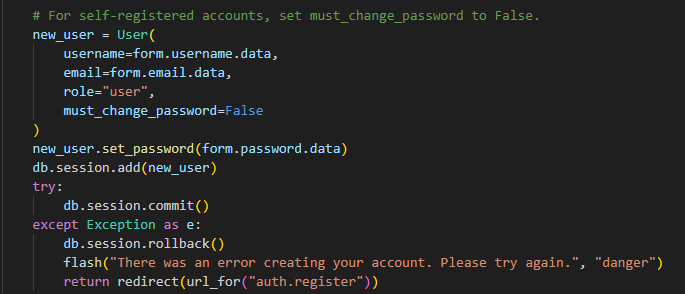 # For self-registered accounts, set must_change_password to False.
new_user = User(
    username=form.username.data,
    email=form.email.data,
    role="user",
    must_change_password=False
)
new_user.set_password(form.password.data)
db.session.add(new_user)
try:
    db.session.commit()
except Exception as e:
    db.session.rollback()
    flash("There was an error creating your account. Please try again.", "danger")
    return redirect(url_for("auth.register"))